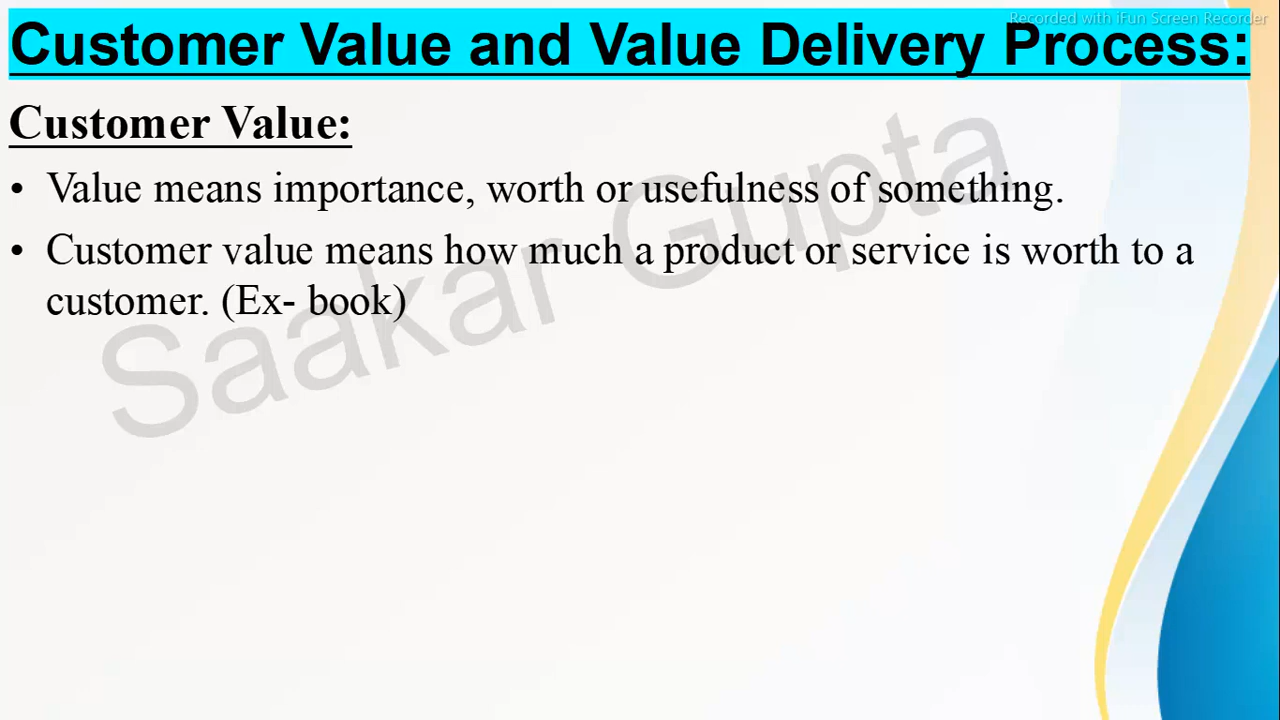 Recorded with iFun Screen Recorder
Customer Value and Value Delivery Process:
Customer Value:
• Value means importance, worth or usefulness of something.
• Customer value means how much a product or service is worth to a
customer. (Ex- book)
Saakar Gupta